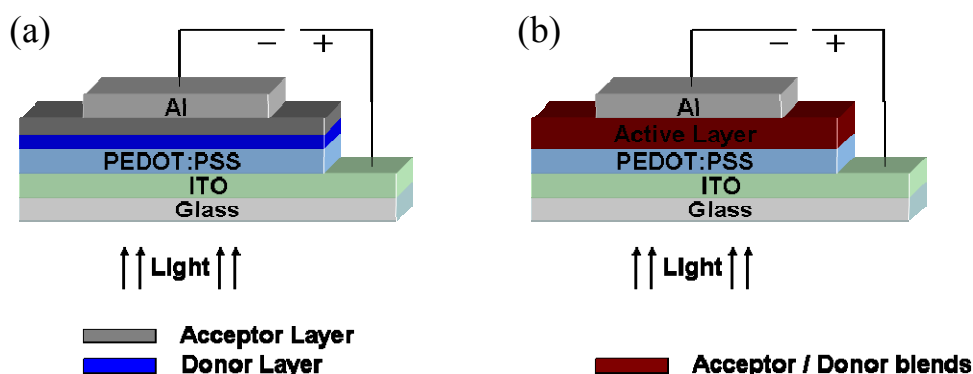 (a)
− +
Al
PEDOT:PSS
ITO
Glass
Light
Acceptor Layer
Donor Layer
(b)
− +
Al
Active Layer
PEDOT:PSS
ITO
Glass
Light
Acceptor / Donor blends